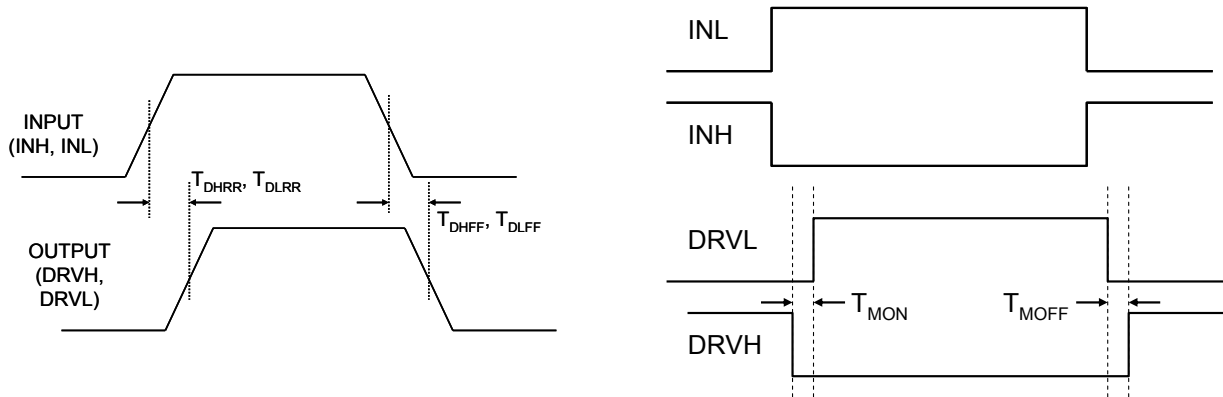 INPUT
(INH, INL)
T_DHRR, T_DLRR
T_DHFF, T_DLFF
OUTPUT
(DRVH,
DRVL)
INL
INH
DRVL
T_MON
T_MOFF
DRVH